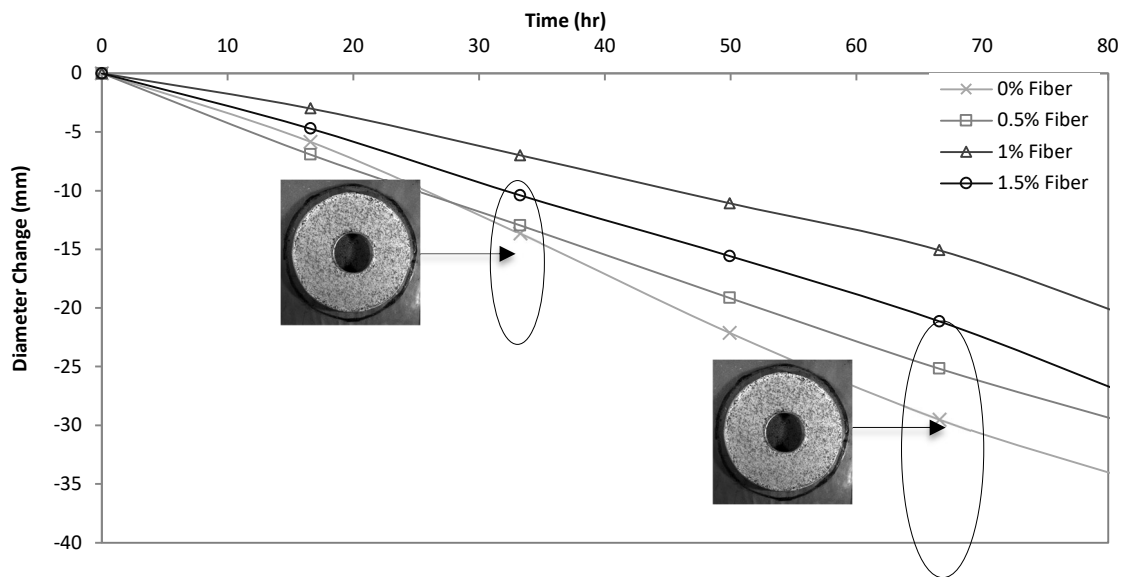 Time (hr)
0 10 20 30 40 50 60 70 80
0
-5
-10
-15
-20
-25
-30
-35
-40
Diameter Change (mm)
0% Fiber
0.5% Fiber
1% Fiber
1.5% Fiber